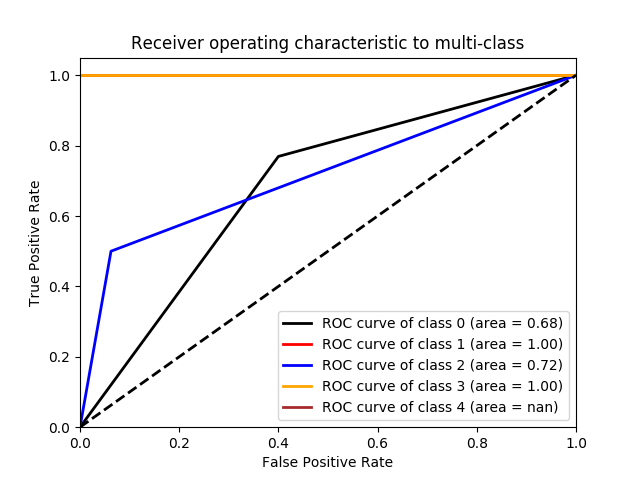 Receiver operating characteristic to multi-class
1.0
0.8
0.6
0.4
0.2
0.0
True Positive Rate
ROC curve of class 0 (area = 0.68)
ROC curve of class 1 (area = 1.00)
ROC curve of class 2 (area = 0.72)
ROC curve of class 3 (area = 1.00)
ROC curve of class 4 (area = nan)
0.0 0.2 0.4 0.6 0.8 1.0
False Positive Rate